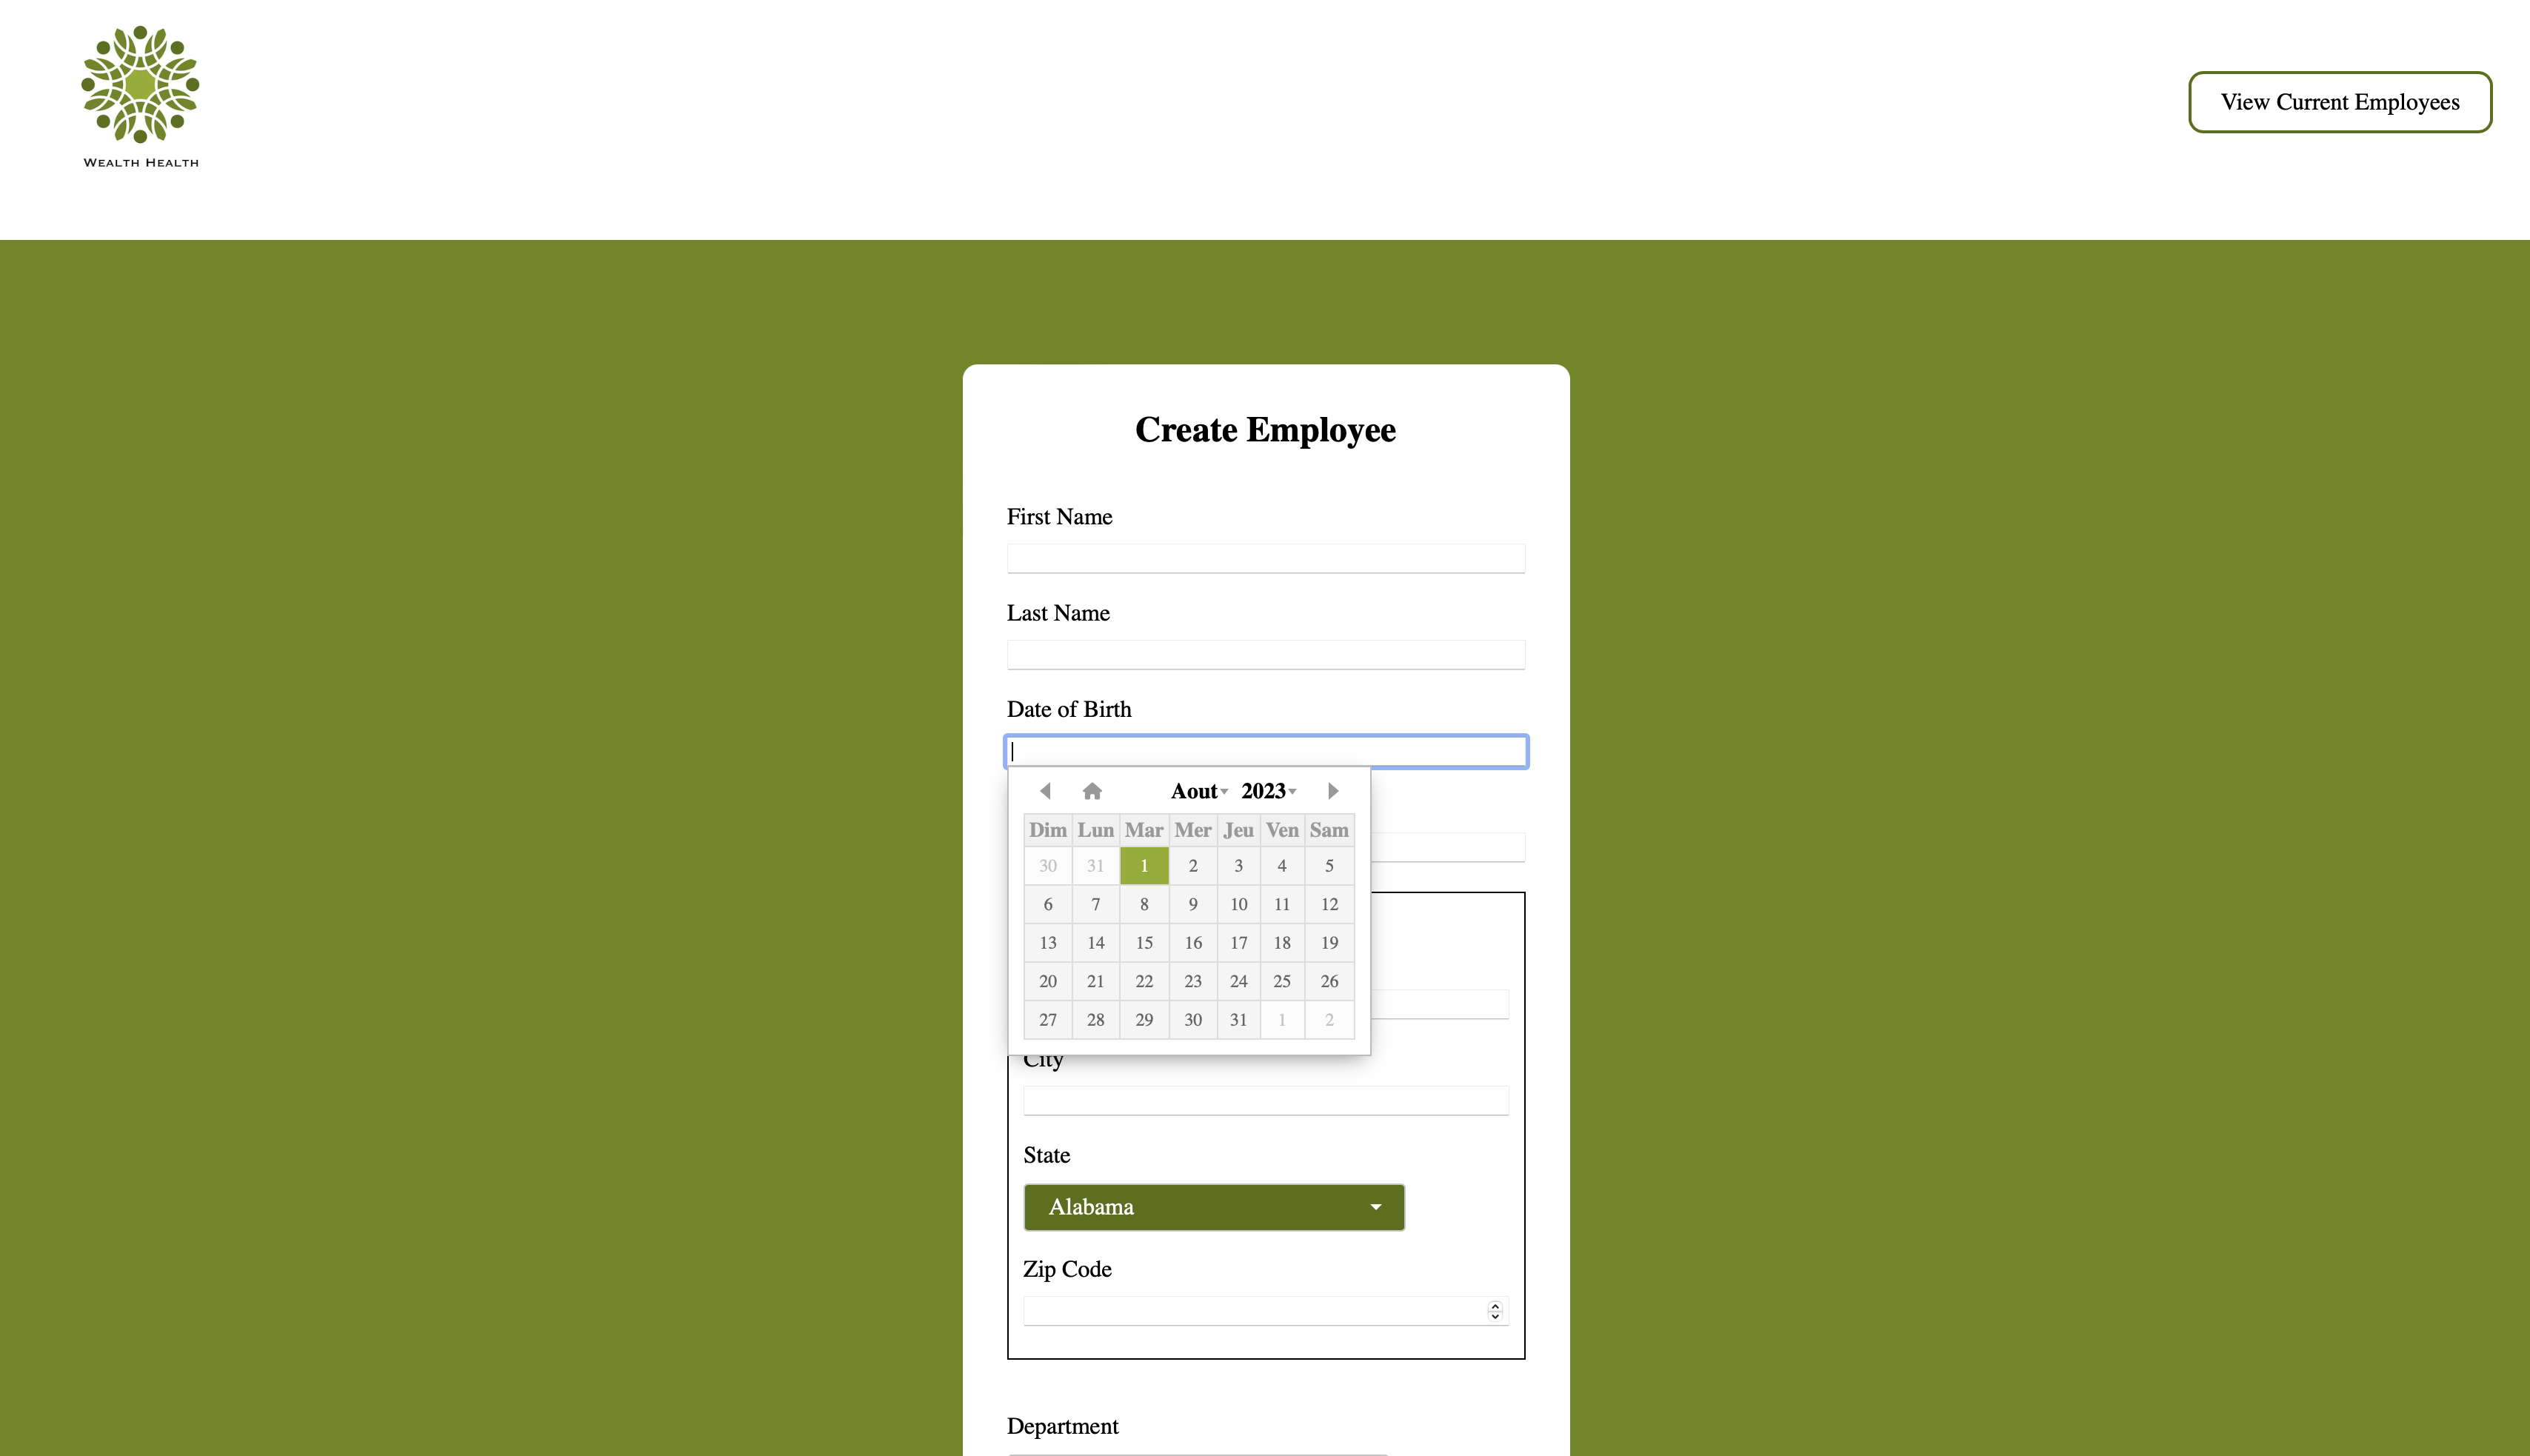 WEALTH HEALTH
View Current Employees
Create Employee
First Name
Last Name
Date of Birth
Aout 2023
Dim Lun Mar Mer Jeu Ven Sam
30 31 1 2 3 4 5
6 7 8 9 10 11 12
13 14 15 16 17 18 19
20 21 22 23 24 25 26
27 28 29 30 31 1 2
City
State
Alabama
Zip Code
Department